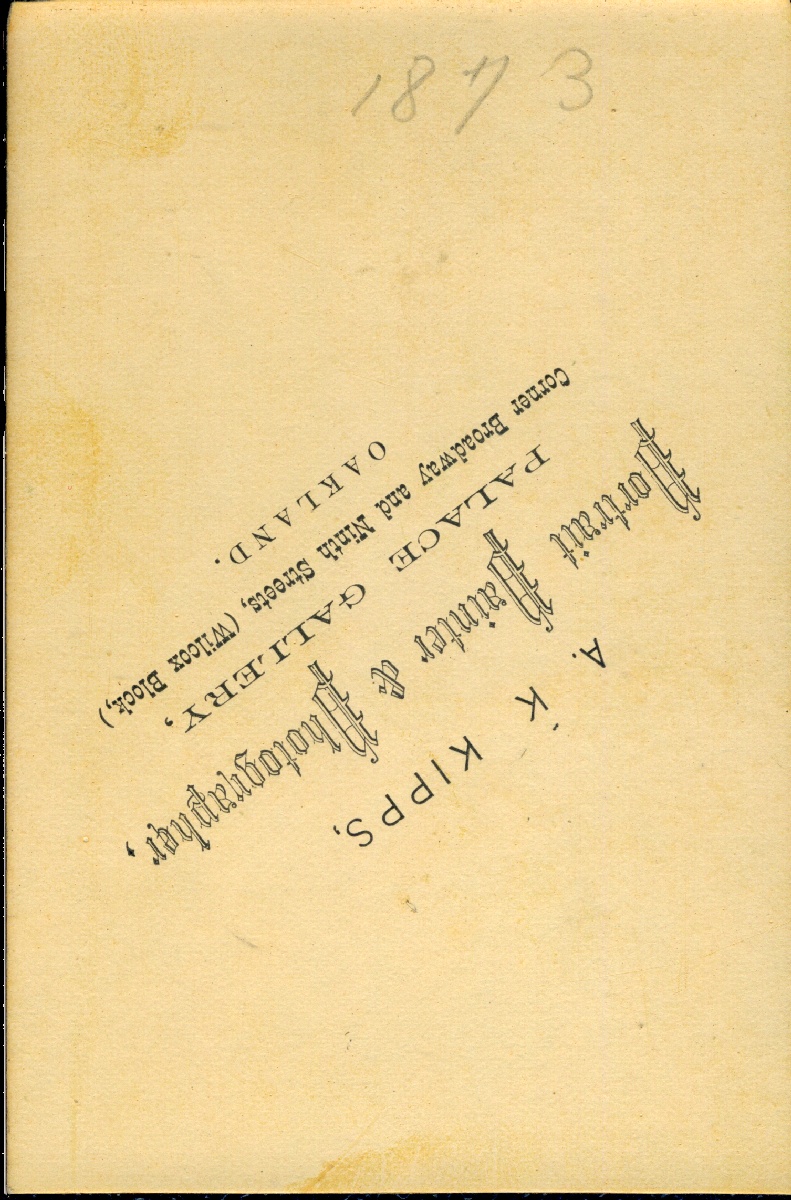 1873
A. K. KIPPS,
Portrait Painter & Photographer,
PALACE GALLERY,
Corner Broadway and Ninth Streets, (Wilcox Block,)
OAKLAND.